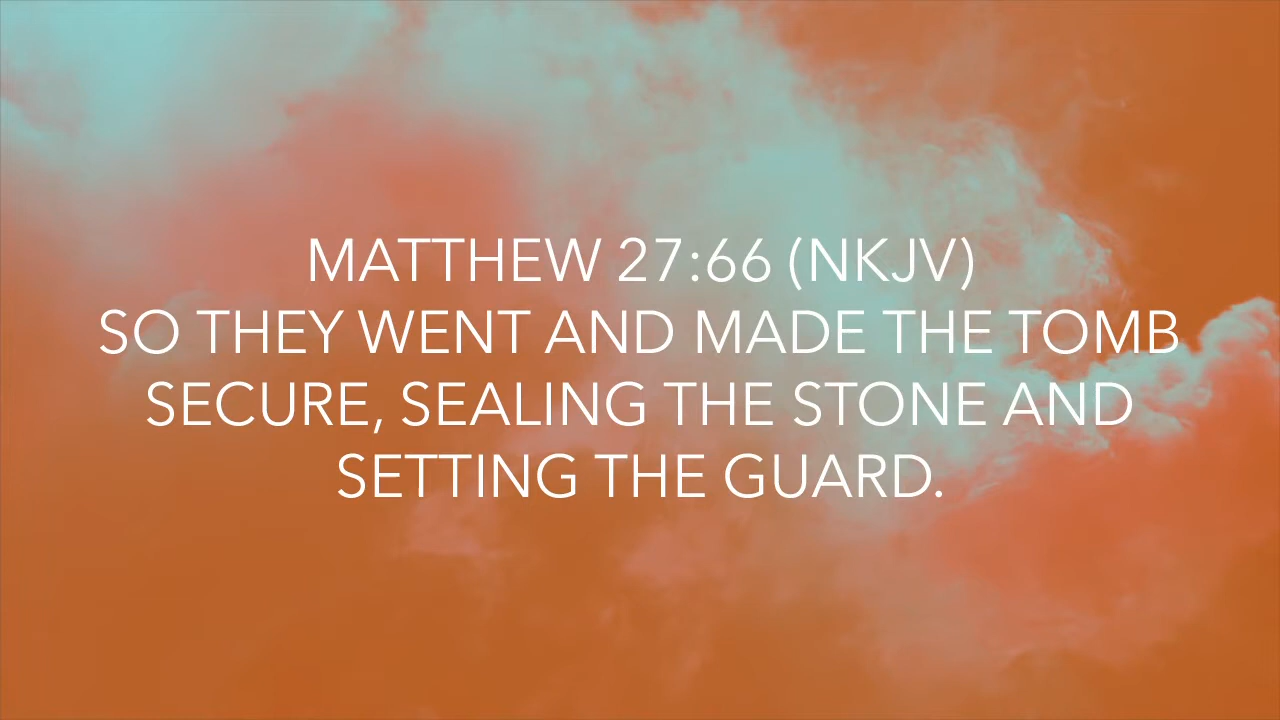 MATTHEW 27:66 (NKJV)
SO THEY WENT AND MADE THE TOMB
SECURE, SEALING THE STONE AND
SETTING THE GUARD.